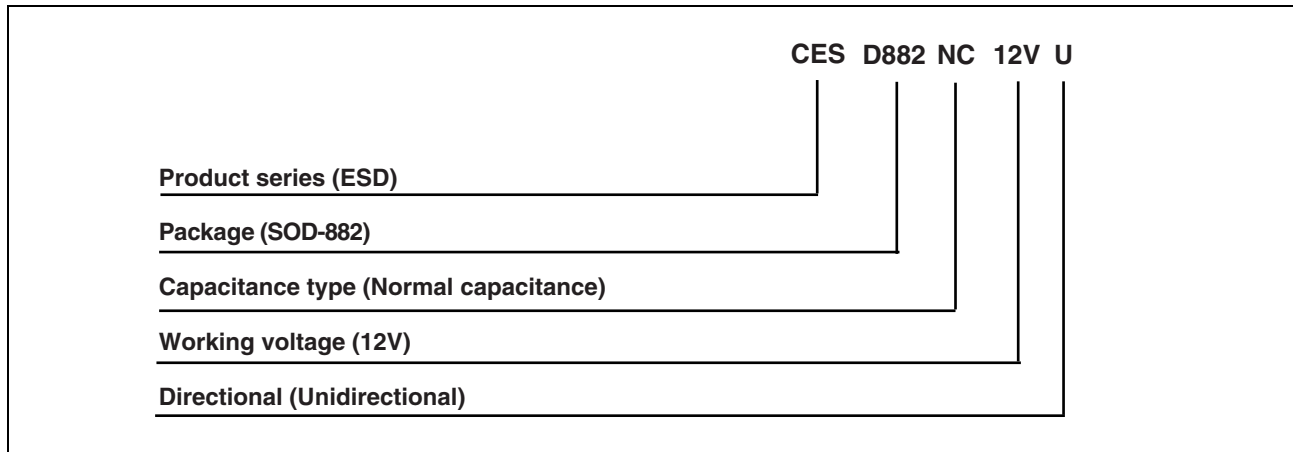 CES D882 NC 12V U
Product series (ESD)
Package (SOD-882)
Capacitance type (Normal capacitance)
Working voltage (12V)
Directional (Unidirectional)